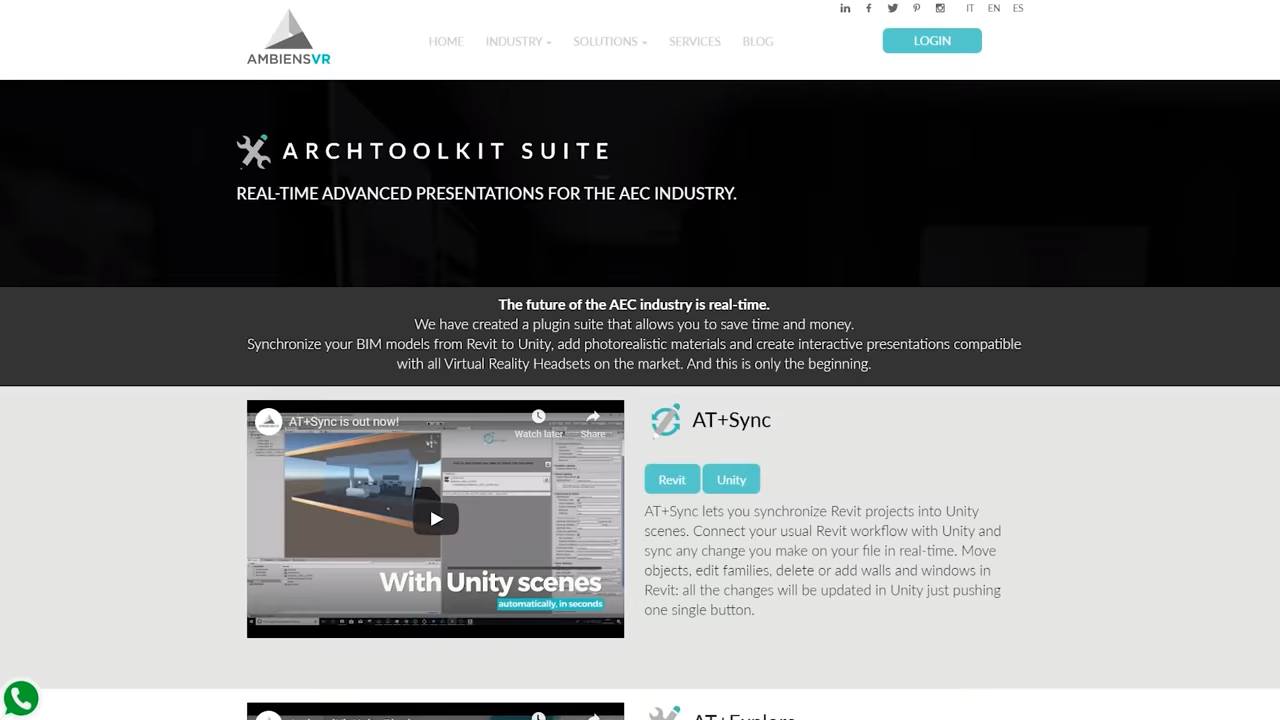 IT EN ES
AMBIENSVR
HOME INDUSTRY SOLUTIONS SERVICES BLOG
LOGIN
ARCHTOOLKIT SUITE
REAL-TIME ADVANCED PRESENTATIONS FOR THE AEC INDUSTRY.
The future of the AEC industry is real-time.
We have created a plugin suite that allows you to save time and money.
Synchronize your BIM models from Revit to Unity, add photorealistic materials and create interactive presentations compatible
with all Virtual Reality Headsets on the market. And this is only the beginning.
AT+Sync is out now!
Watch later
Share
With Unity scenes
automatically, in seconds
AT+Sync
Revit Unity
AT+Sync lets you synchronize Revit projects into Unity
scenes. Connect your usual Revit workflow with Unity and
sync any change you make on your file in real-time. Move
objects, edit families, delete or add walls and windows in
Revit: all the changes will be updated in Unity just pushing
one single button.
AT+Explore